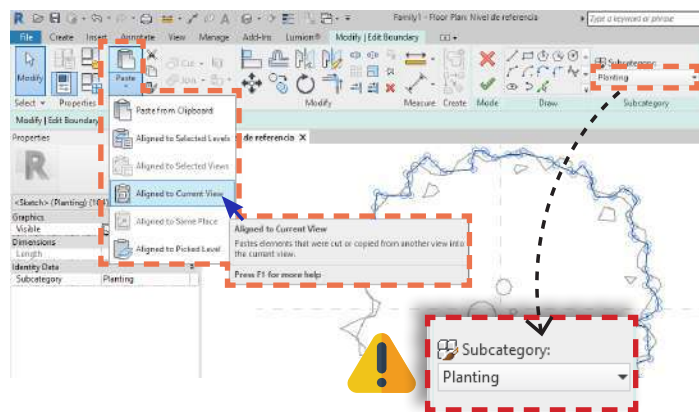 Family1 - Floor Plan: Nivel de referencia
Type a keyword or phrase
File Create Insert Annotate View Manage Add-Ins Lumion® Modify | Edit Boundary
Modify
Paste
Cut
Join
Subcategory:
Planting
Select Properties Modify Measure Create Mode Draw Subcategory
Modify | Edit Boundary
Paste from Clipboard
Aligned to Selected Levels
Aligned to Selected Views
Aligned to Current View
Aligned to Same Place
Aligned to Picked Level
Properties
de referencia X
R
<Sketch> (Planting)
Graphics
Visible
Dimensions
Length
Identity Data
Subcategory Planting
Aligned to Current View
Pastes elements that were cut or copied from another view into
the current view.
Press F1 for more help
Subcategory:
Planting